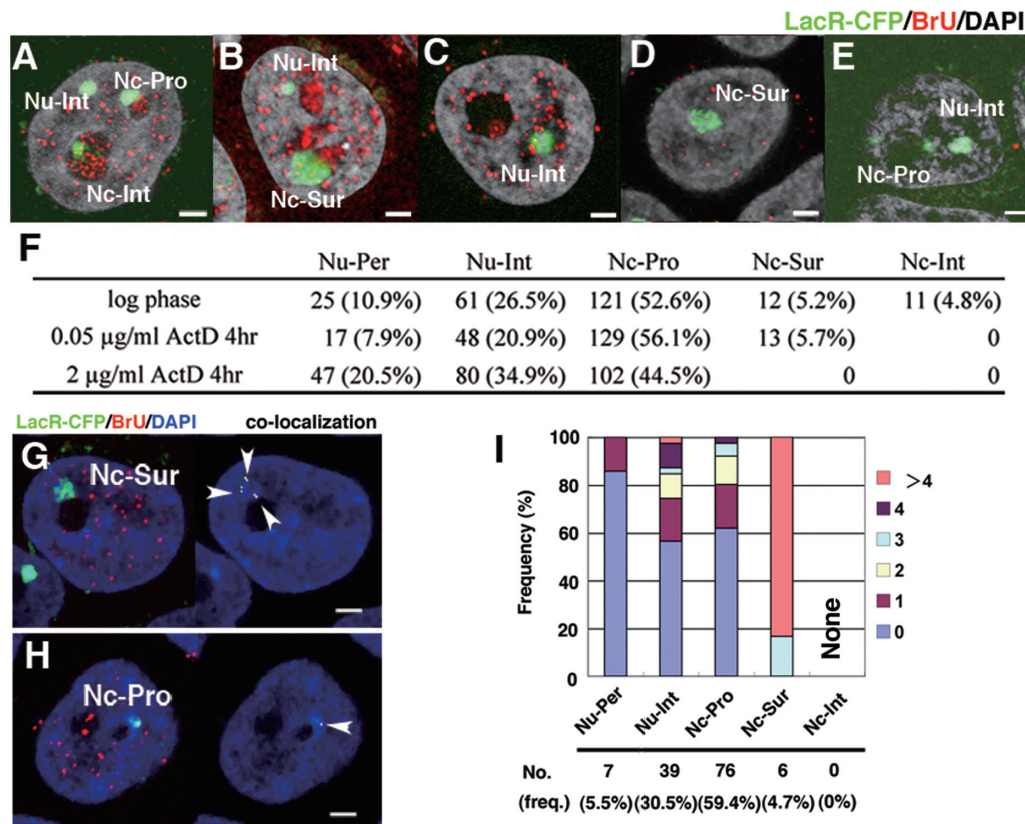 LacR-CFP/BrU/DAPI
A
Nu-Int
Nc-Pro
Nc-Int
B
Nu-Int
Nc-Sur
C
Nu-Int
D
Nc-Sur
E
Nu-Int
Nc-Pro
F
Nu-Per Nu-Int Nc-Pro Nc-Sur Nc-Int
log phase 25 (10.9%) 61 (26.5%) 121 (52.6%) 12 (5.2%) 11 (4.8%)
0.05 µg/ml ActD 4hr 17 (7.9%) 48 (20.9%) 129 (56.1%) 13 (5.7%) 0
2 µg/ml ActD 4hr 47 (20.5%) 80 (34.9%) 102 (44.5%) 0 0
LacR-CFP/BrU/DAPI co-localization
G
Nc-Sur
H
Nc-Pro
I
Frequency (%)
100
80
60
40
20
0
None
>4
4
3
2
1
0
Nu-Per Nu-Int Nc-Pro Nc-Sur Nc-Int
No. 7 39 76 6 0
(freq.) (5.5%) (30.5%) (59.4%) (4.7%) (0%)